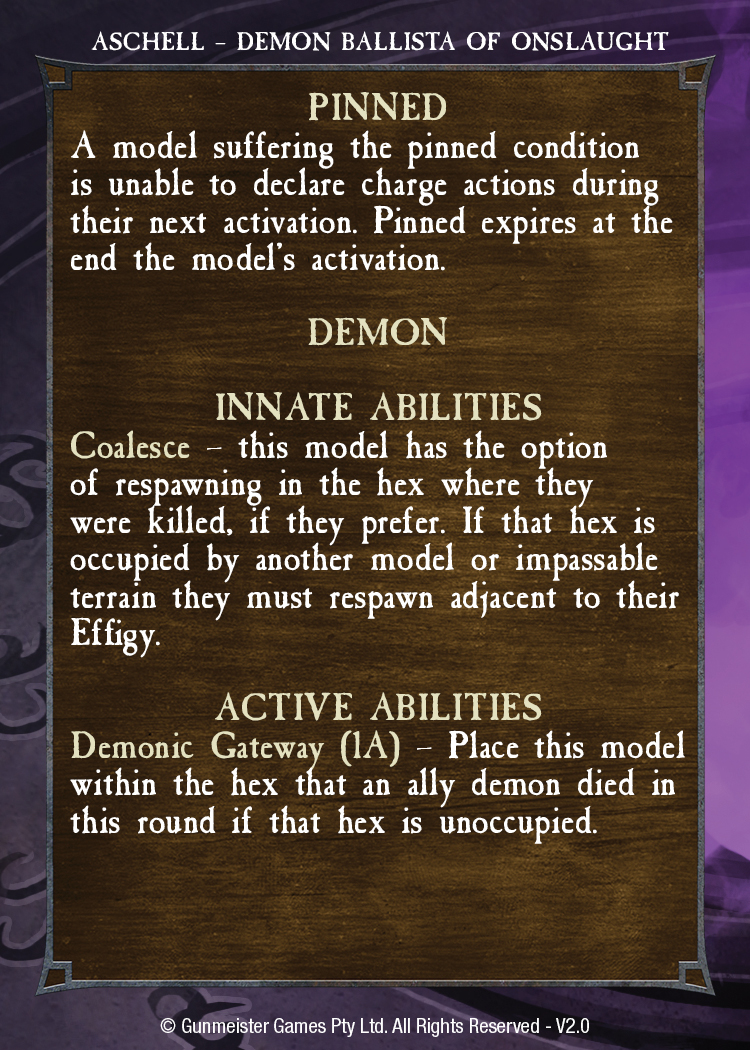 ASCHELL – DEMON BALLISTA OF ONSLAUGHT
PINNED
A model suffering the pinned condition
is unable to declare charge actions during
their next activation. Pinned expires at the
end the model's activation.
DEMON
INNATE ABILITIES
Coalesce – this model has the option
of respawning in the hex where they
were killed, if they prefer. If that hex is
occupied by another model or impassable
terrain they must respawn adjacent to their
Effigy.
ACTIVE ABILITIES
Demonic Gateway (1A) – Place this model
within the hex that an ally demon died in
this round if that hex is unoccupied.
© Gunmeister Games Pty Ltd. All Rights Reserved - V2.0